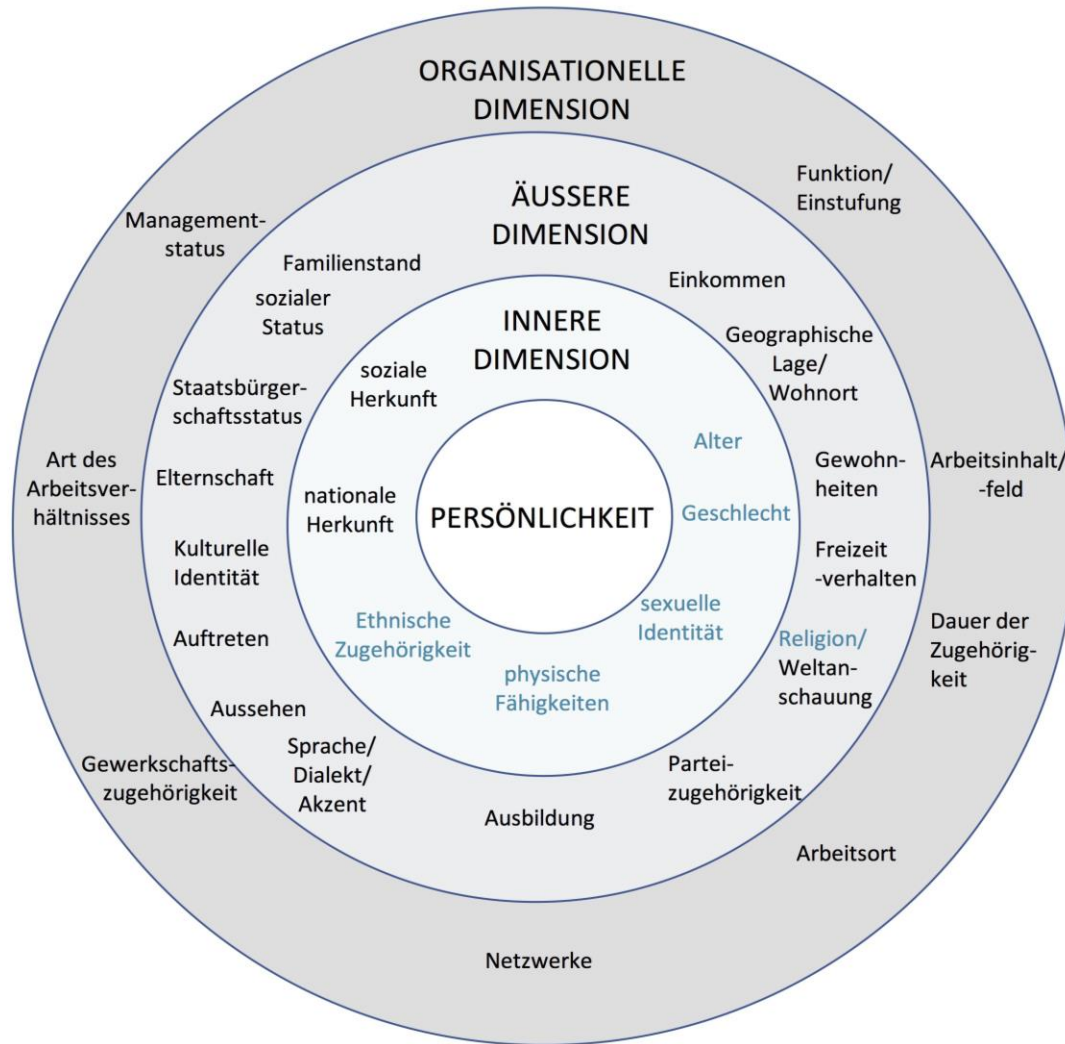 ORGANISATIONELLE
DIMENSION
Funktion/
Einstufung
Management-
status
ÄUSSERE
DIMENSION
Familienstand
sozialer
Status
Einkommen
INNERE
DIMENSION
Geographische
Lage/
Wohnort
soziale
Herkunft
Staatsbürger-
schaftsstatus
Alter
Art des
Arbeitsver-
hältnisses
Elternschaft
nationale
Herkunft
PERSÖNLICHKEIT
Geschlecht
Gewohn-
heiten
Arbeitsinhalt/
-feld
Kulturelle
Identität
Freizeit
-verhalten
sexuelle
Identität
Ethnische
Zugehörigkeit
Auftreten
Religion/
Weltan-
schauung
Dauer der
Zugehörig-
keit
physische
Fähigkeiten
Aussehen
Sprache/
Dialekt/
Akzent
Gewerkschafts-
zugehörigkeit
Partei-
zugehörigkeit
Ausbildung
Arbeitsort
Netzwerke